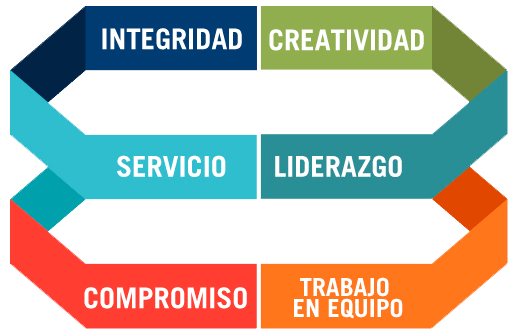 INTEGRIDAD
CREATIVIDAD
SERVICIO
LIDERAZGO
COMPROMISO
TRABAJO
EN EQUIPO